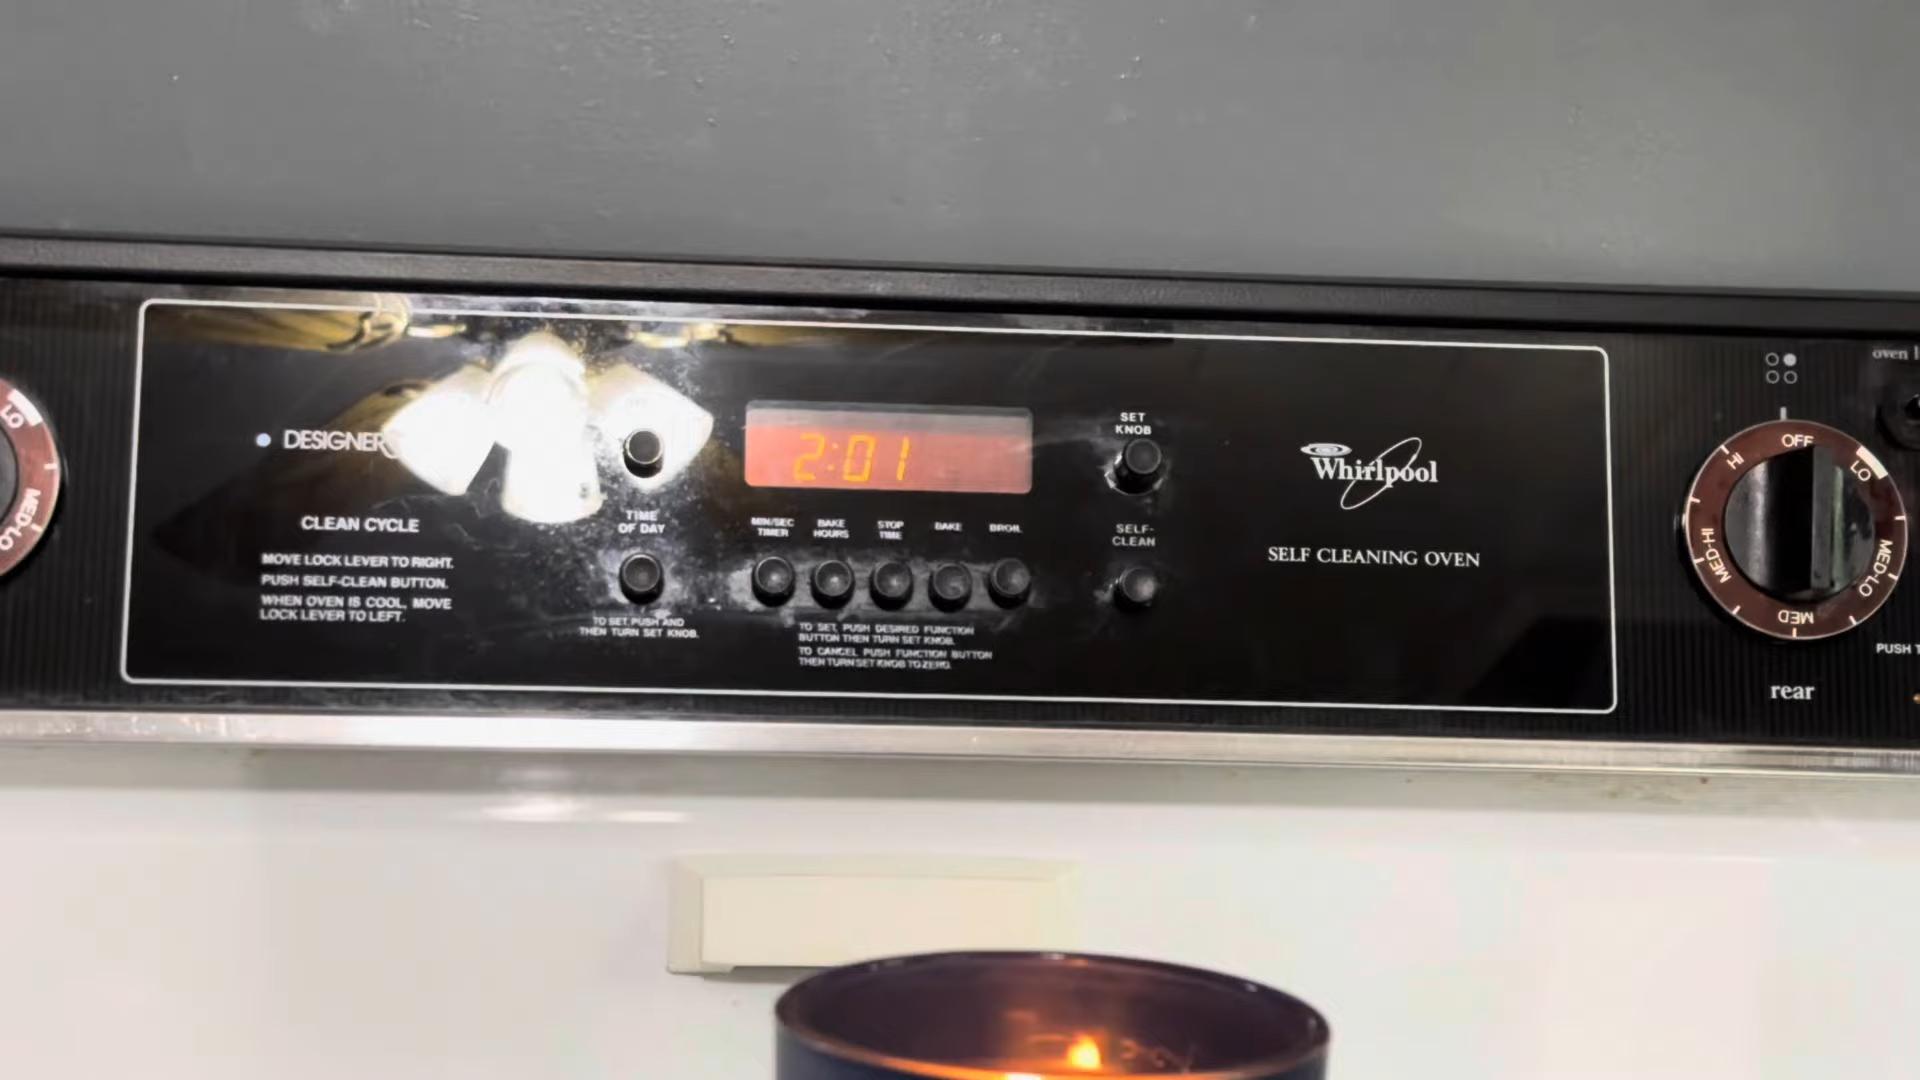 LO
MED-LO
DESIGNER
CLEAN CYCLE
MOVE LOCK LEVER TO RIGHT.
PUSH SELF-CLEAN BUTTON.
WHEN OVEN IS COOL, MOVE
LOCK LEVER TO LEFT.
TIME
OF DAY
TO SET, PUSH AND
THEN TURN SET KNOB.
2:01
MIN/SEC
TIMER
BAKE
HOURS
STOP
TIME
BAKE
BROIL
TO SET, PUSH DESIRED FUNCTION
BUTTON THEN TURN SET KNOB.
TO CANCEL PUSH FUNCTION BUTTON
THEN TURN SET KNOB TO ZERO.
SET
KNOB
SELF-
CLEAN
Whirlpool
SELF CLEANING OVEN
OFF
LO
MED-LO
MED
MED-HI
HI
rear
oven
PUSH